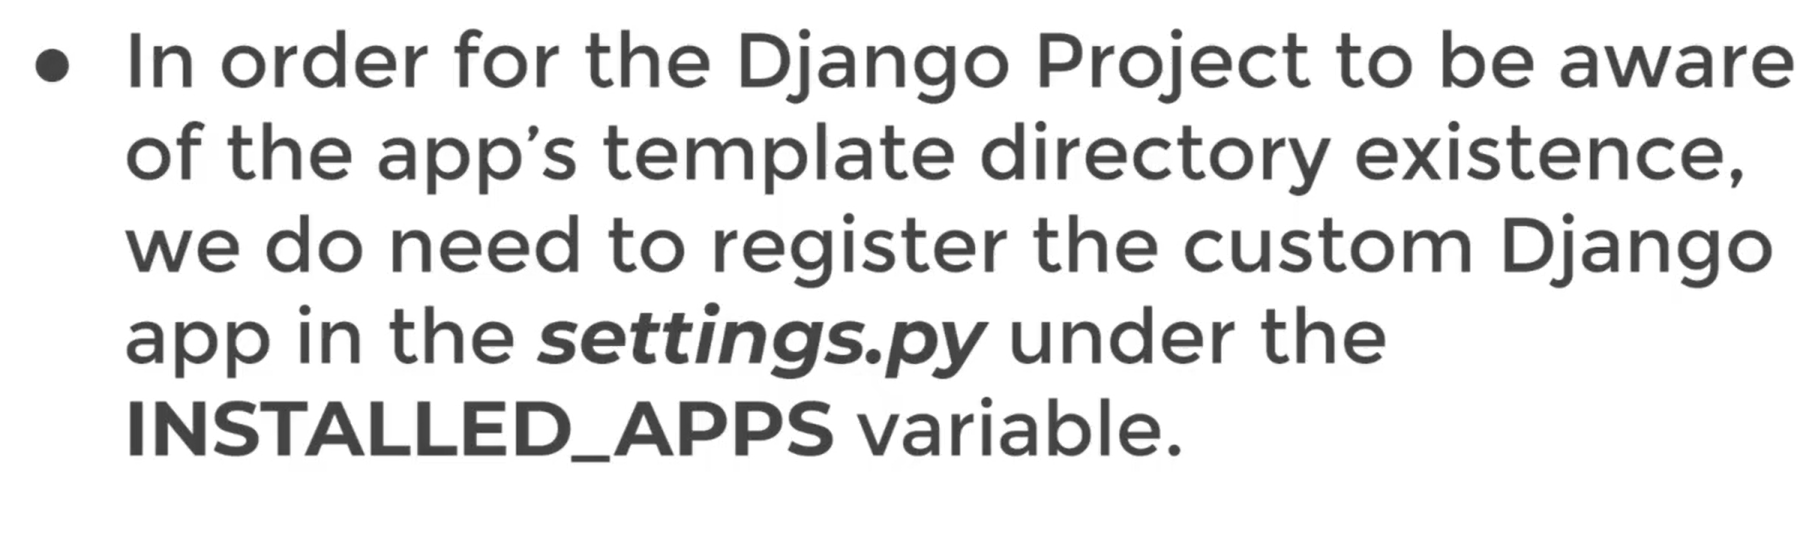 • In order for the Django Project to be aware
of the app’s template directory existence,
we do need to register the custom Django
app in the settings.py under the
INSTALLED_APPS variable.